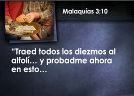 Malaquías 3:10
"Traed todos los diezmos al
alfolí... y probadme ahora
en esto...